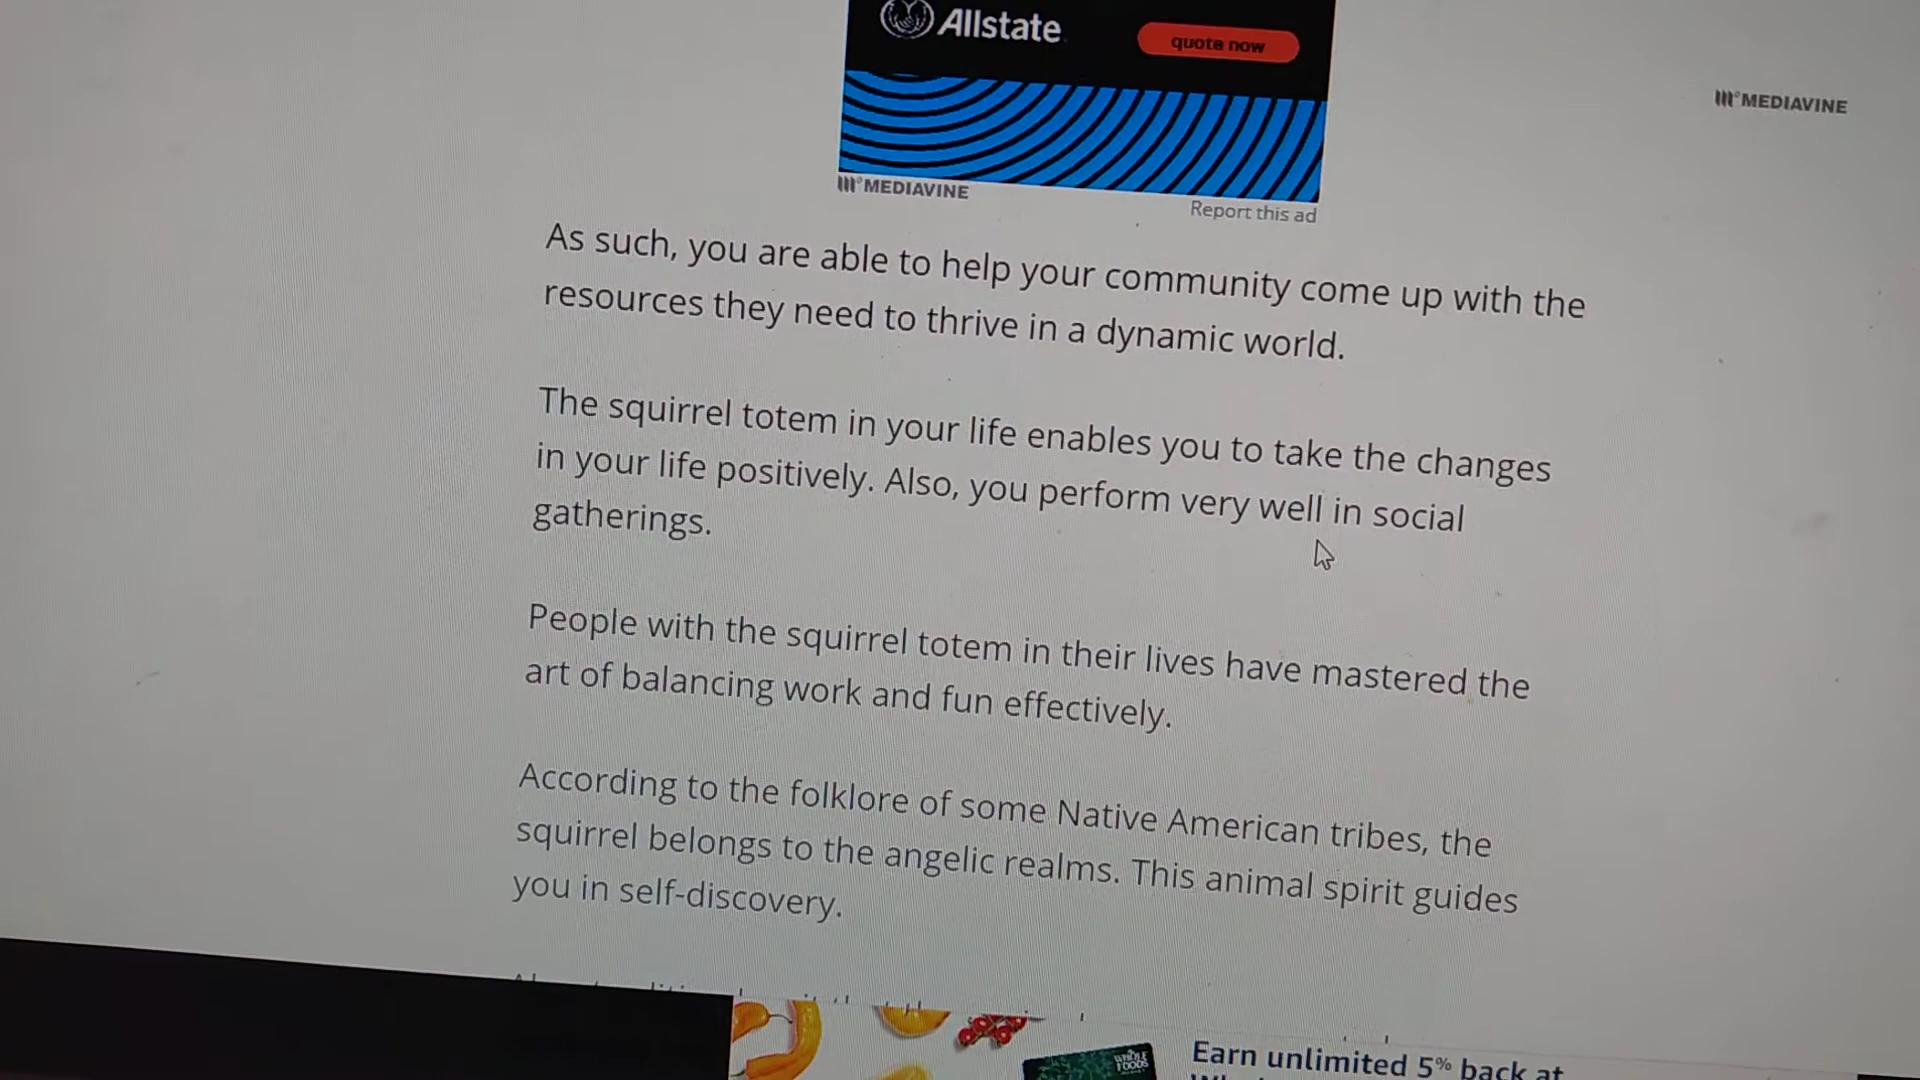 Allstate
quote now
MEDIAVINE
MEDIAVINE
Report this ad
As such, you are able to help your community come up with the
resources they need to thrive in a dynamic world.
The squirrel totem in your life enables you to take the changes
in your life positively. Also, you perform very well in social
gatherings.
People with the squirrel totem in their lives have mastered the
art of balancing work and fun effectively.
According to the folklore of some Native American tribes, the
squirrel belongs to the angelic realms. This animal spirit guides
you in self-discovery.
WHOLE
FOODS
Earn unlimited 5% back at